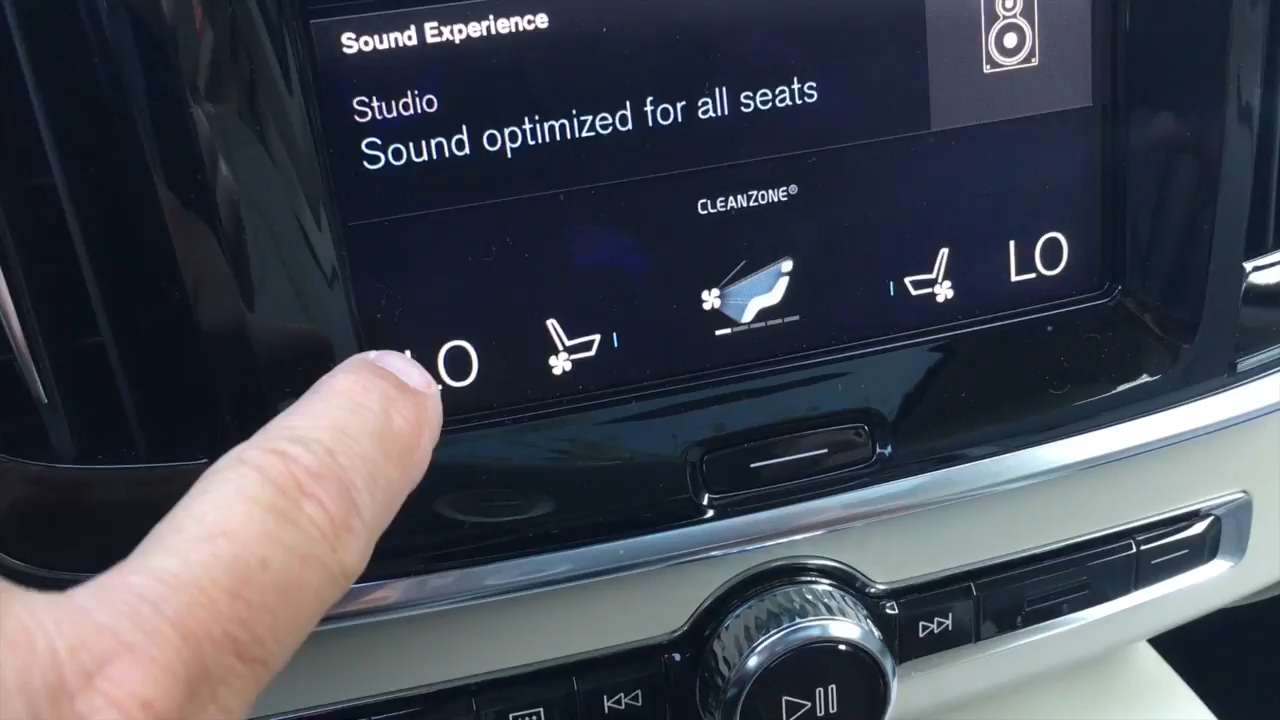 Sound Experience
Studio
Sound optimized for all seats
CLEANZONE®
LO
LO